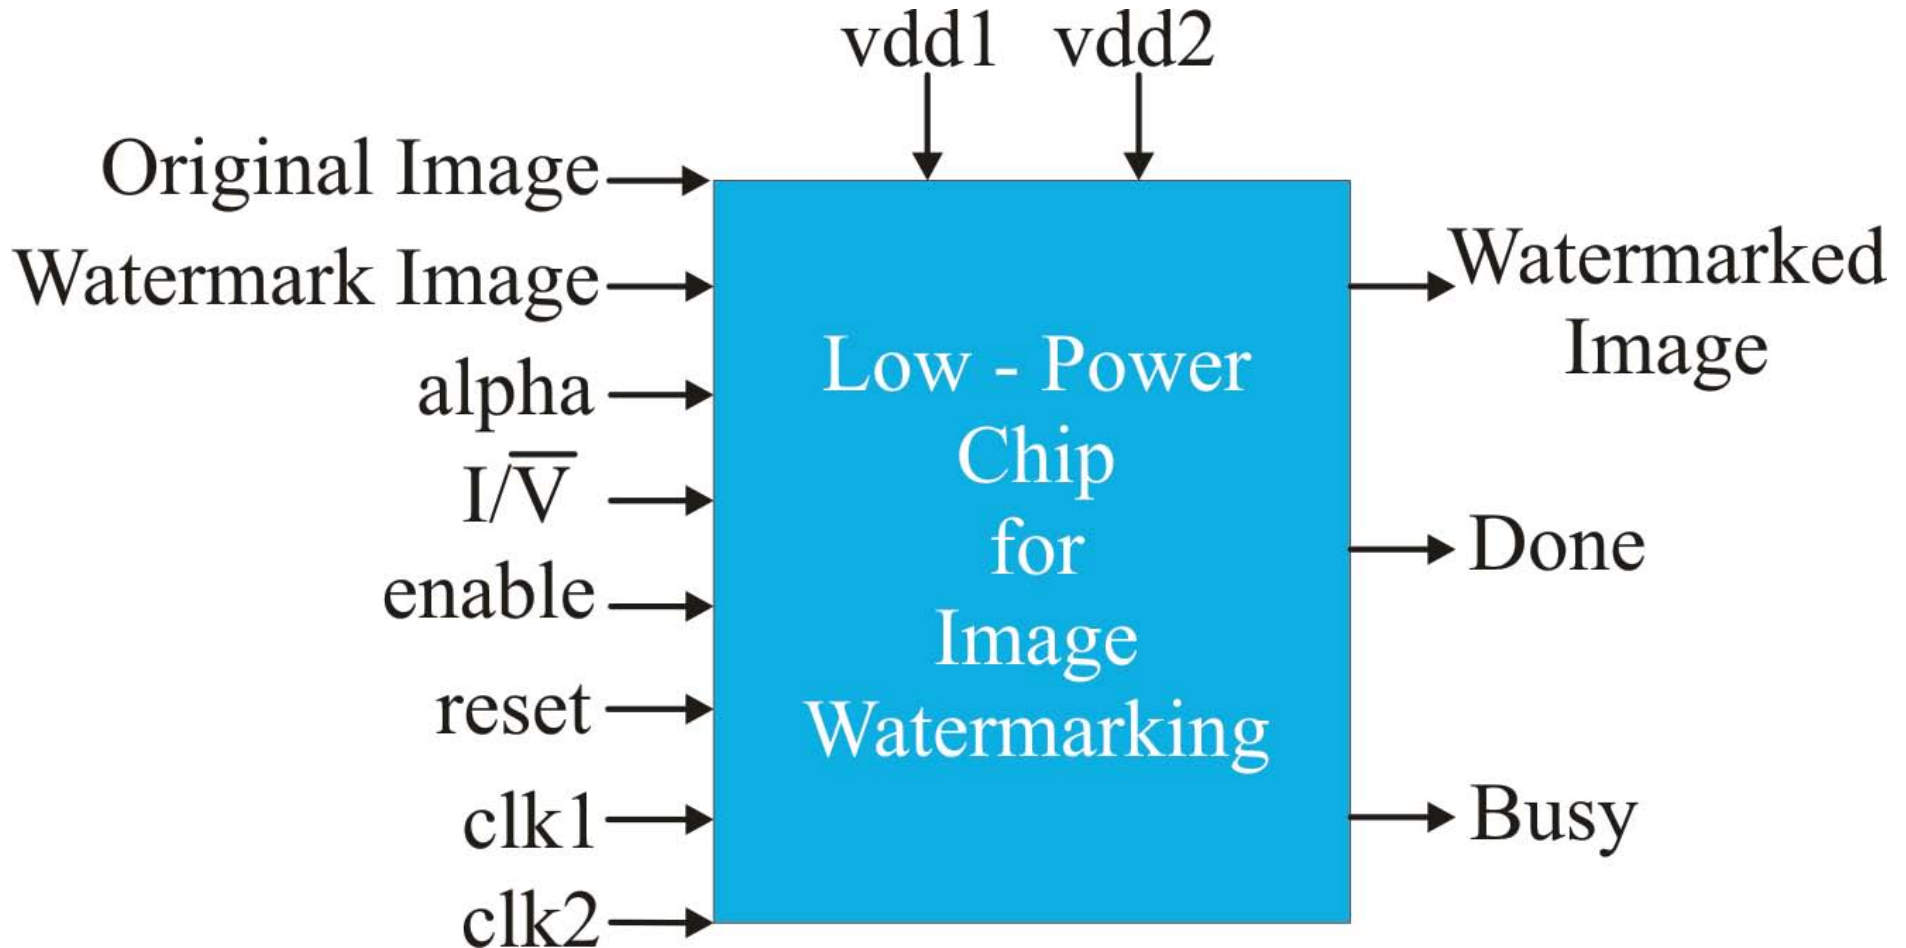 vdd1 vdd2
Original Image
Watermark Image
alpha
I/V̅
enable
reset
clk1
clk2
Low - Power
Chip
for
Image
Watermarking
Watermarked
Image
Done
Busy